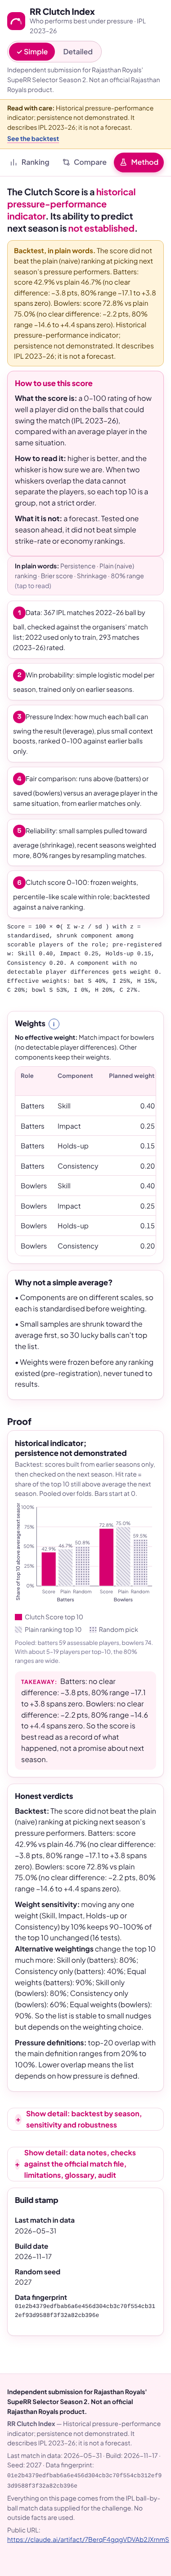 RR Clutch Index
Who performs best under pressure · IPL
2023–26
✓ Simple
Detailed
Independent submission for Rajasthan Royals'
SupeRR Selector Season 2. Not an official Rajasthan
Royals product.
Read with care: Historical pressure-performance
indicator; persistence not demonstrated. It
describes IPL 2023–26; it is not a forecast.
See the backtest
Ranking
Compare
Method
The Clutch Score is a historical
pressure-performance
indicator. Its ability to predict
next season is not established.
Backtest, in plain words. The score did not
beat the plain (naive) ranking at picking next
season's pressure performers. Batters:
score 42.9% vs plain 46.7% (no clear
difference: −3.8 pts, 80% range −17.1 to +3.8
spans zero). Bowlers: score 72.8% vs plain
75.0% (no clear difference: −2.2 pts, 80%
range −14.6 to +4.4 spans zero). Historical
pressure-performance indicator;
persistence not demonstrated. It describes
IPL 2023–26; it is not a forecast.
How to use this score
What the score is: a 0–100 rating of how
well a player did on the balls that could
swing the match (IPL 2023–26),
compared with an average player in the
same situation.
How to read it: higher is better, and the
whisker is how sure we are. When two
whiskers overlap the data cannot
separate the players, so each top 10 is a
group, not a strict order.
What it is not: a forecast. Tested one
season ahead, it did not beat simple
strike-rate or economy rankings.
In plain words: Persistence · Plain (naive)
ranking · Brier score · Shrinkage · 80% range
(tap to read)
1 Data: 367 IPL matches 2022–26 ball by
ball, checked against the organisers' match
list; 2022 used only to train, 293 matches
(2023–26) rated.
2 Win probability: simple logistic model per
season, trained only on earlier seasons.
3 Pressure Index: how much each ball can
swing the result (leverage), plus small context
boosts, ranked 0–100 against earlier balls
only.
4 Fair comparison: runs above (batters) or
saved (bowlers) versus an average player in the
same situation, from earlier matches only.
5 Reliability: small samples pulled toward
average (shrinkage), recent seasons weighted
more, 80% ranges by resampling matches.
6 Clutch score 0–100: frozen weights,
percentile-like scale within role; backtested
against a naive ranking.
Score = 100 × Φ( Σ w·z / sd ) with z =
standardised, shrunk component among
scorable players of the role; pre-registered
w: Skill 0.40, Impact 0.25, Holds-up 0.15,
Consistency 0.20. A component with no
detectable player differences gets weight 0.
Effective weights: bat S 40%, I 25%, H 15%,
C 20%; bowl S 53%, I 0%, H 20%, C 27%.
Weights i
No effective weight: Match impact for bowlers
(no detectable player differences). Other
components keep their weights.
Role Component Planned weight
Batters Skill 0.40
Batters Impact 0.25
Batters Holds-up 0.15
Batters Consistency 0.20
Bowlers Skill 0.40
Bowlers Impact 0.25
Bowlers Holds-up 0.15
Bowlers Consistency 0.20
Why not a simple average?
• Components are on different scales, so
each is standardised before weighting.
• Small samples are shrunk toward the
average first, so 30 lucky balls can't top
the list.
• Weights were frozen before any ranking
existed (pre-registration), never tuned to
results.
Proof
historical indicator;
persistence not demonstrated
Backtest: scores built from earlier seasons only,
then checked on the next season. Hit rate =
share of the top 10 still above average the next
season. Pooled over folds. Bars start at 0.
Share of top 10 above average next season
100%
75%
50%
25%
0%
42.9%
46.7%
50.8%
72.8%
75.0%
59.5%
Score Plain Random
Score Plain Random
Batters
Bowlers
Clutch Score top 10
Plain ranking top 10
Random pick
Pooled: batters 59 assessable players, bowlers 74.
With about 5–19 players per top-10, the 80%
ranges are wide.
TAKEAWAY: Batters: no clear
difference: −3.8 pts, 80% range −17.1
to +3.8 spans zero. Bowlers: no clear
difference: −2.2 pts, 80% range −14.6
to +4.4 spans zero. So the score is
best read as a record of what
happened, not a promise about next
season.
Honest verdicts
Backtest: The score did not beat the plain
(naive) ranking at picking next season's
pressure performers. Batters: score
42.9% vs plain 46.7% (no clear difference:
−3.8 pts, 80% range −17.1 to +3.8 spans
zero). Bowlers: score 72.8% vs plain
75.0% (no clear difference: −2.2 pts, 80%
range −14.6 to +4.4 spans zero).
Weight sensitivity: moving any one
weight (Skill, Impact, Holds-up or
Consistency) by 10% keeps 90–100% of
the top 10 unchanged (16 tests).
Alternative weightings change the top 10
much more: Skill only (batters): 80%;
Consistency only (batters): 40%; Equal
weights (batters): 90%; Skill only
(bowlers): 80%; Consistency only
(bowlers): 60%; Equal weights (bowlers):
90%. So the list is stable to small nudges
but depends on the overall choice of
weights.
Pressure definitions: top-20 overlap with
the main definition ranges from 20% to
100%. Lower overlap means the list
depends on how pressure is defined.
+ Show detail: backtest by season,
sensitivity and robustness
+ Show detail: data notes, checks
against the official match file,
limitations, glossary, audit
Build stamp
Last match in data
2026-05-31
Build date
2026-11-17
Random seed
2027
Data fingerprint
Independent submission for Rajasthan Royals'
SupeRR Selector Season 2. Not an official
Rajasthan Royals product.
RR Clutch Index — Historical pressure-performance
indicator; persistence not demonstrated. It
describes IPL 2023–26; it is not a forecast.
Last match in data: 2026-05-31 · Build: 2026-11-17 ·
Seed: 2027 · Data fingerprint:
Everything on this page comes from the IPL ball-by-
ball match data supplied for the challenge. No
outside facts are used.
Public URL: